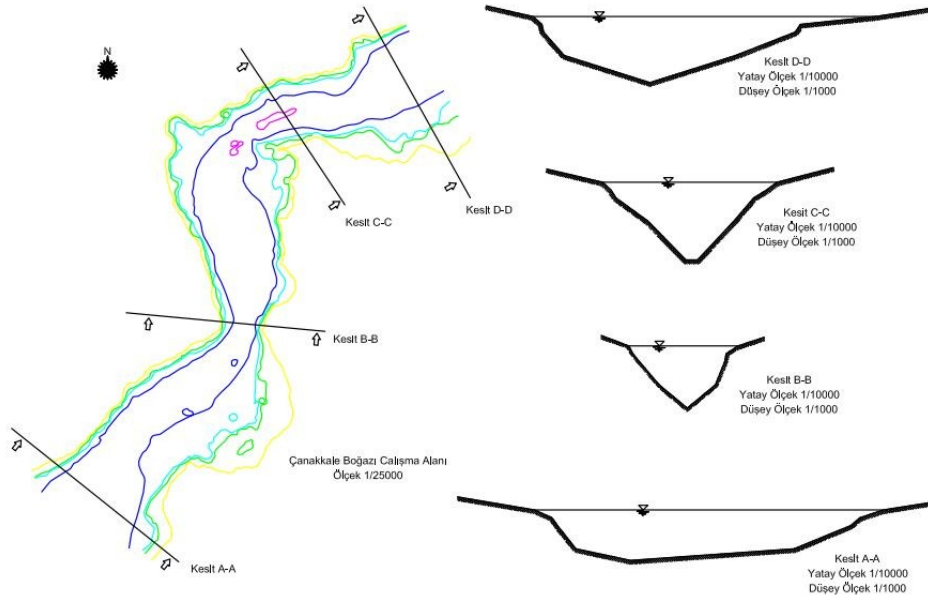 N
Kesit D-D
Yatay Ölçek 1/10000
Düşey Ölçek 1/1000
Kesit C-C
Kesit D-D
Kesit C-C
Yatay Ölçek 1/10000
Düşey Ölçek 1/1000
Kesit B-B
Kesit B-B
Yatay Ölçek 1/10000
Düşey Ölçek 1/1000
Çanakkale Boğazı Calışma Alanı
Ölçek 1/25000
Kesit A-A
Kesit A-A
Yatay Ölçek 1/10000
Düşey Ölçek 1/1000